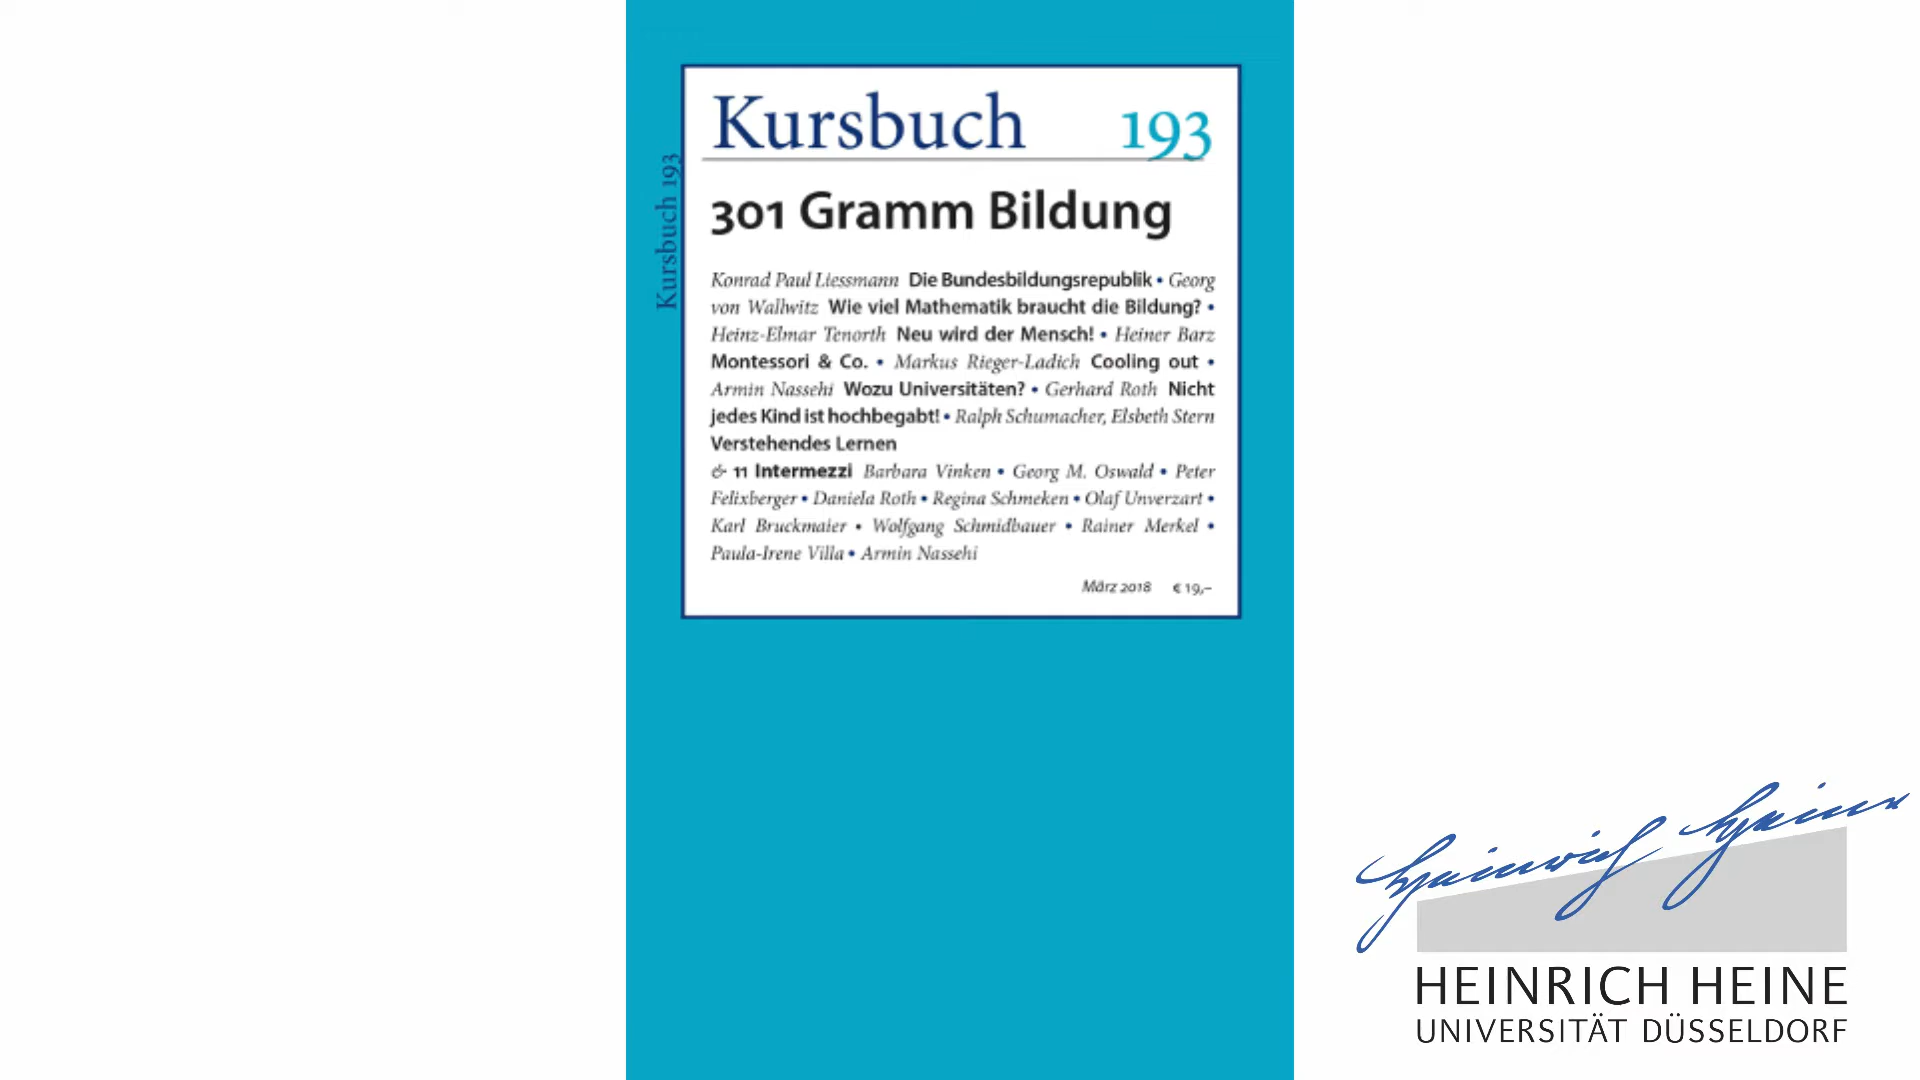 Kursbuch 193
Kursbuch 193
301 Gramm Bildung
Konrad Paul Liessmann Die Bundesbildungsrepublik • Georg
von Wallwitz Wie viel Mathematik braucht die Bildung? •
Heinz-Elmar Tenorth Neu wird der Mensch! • Heiner Barz
Montessori & Co. • Markus Rieger-Ladich Cooling out •
Armin Nassehi Wozu Universitäten? • Gerhard Roth Nicht
jedes Kind ist hochbegabt! • Ralph Schumacher, Elsbeth Stern
Verstehendes Lernen
& 11 Intermezzi Barbara Vinken • Georg M. Oswald • Peter
Felixberger • Daniela Roth • Regina Schmeken • Olaf Unverzart •
Karl Bruckmaier • Wolfgang Schmidbauer • Rainer Merkel •
Paula-Irene Villa • Armin Nassehi
März 2018 € 19,–
Heinrich Heine
HEINRICH HEINE
UNIVERSITÄT DÜSSELDORF